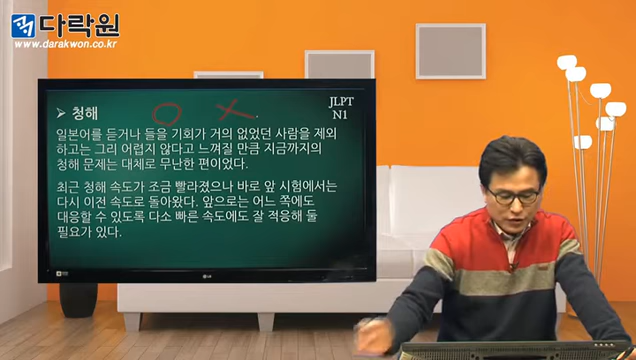 다락원
www.darakwon.co.kr
➤ 청해
JLPT
N1
일본어를 듣거나 들을 기회가 거의 없었던 사람을 제외
하고는 그리 어렵지 않다고 느껴질 만큼 지금까지의
청해 문제는 대체로 무난한 편이었다.
최근 청해 속도가 조금 빨라졌으나 바로 앞 시험에서는
다시 이전 속도로 돌아왔다. 앞으로는 어느 쪽에도
대응할 수 있도록 다소 빠른 속도에도 잘 적응해 둘
필요가 있다.
LG